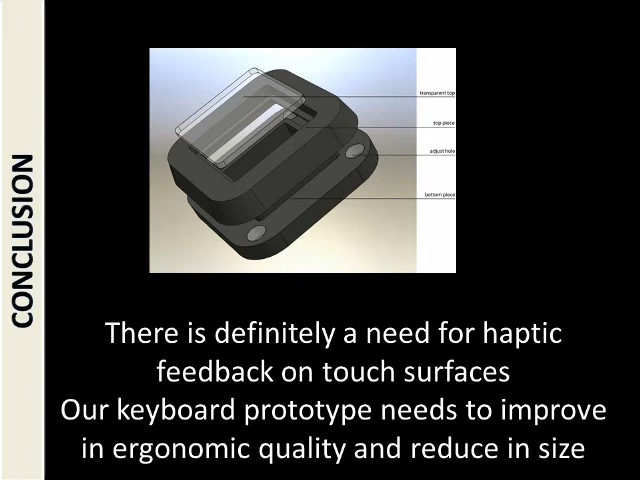 CONCLUSION
transparent top
top piece
adjust hole
bottom piece
There is definitely a need for haptic
feedback on touch surfaces
Our keyboard prototype needs to improve
in ergonomic quality and reduce in size